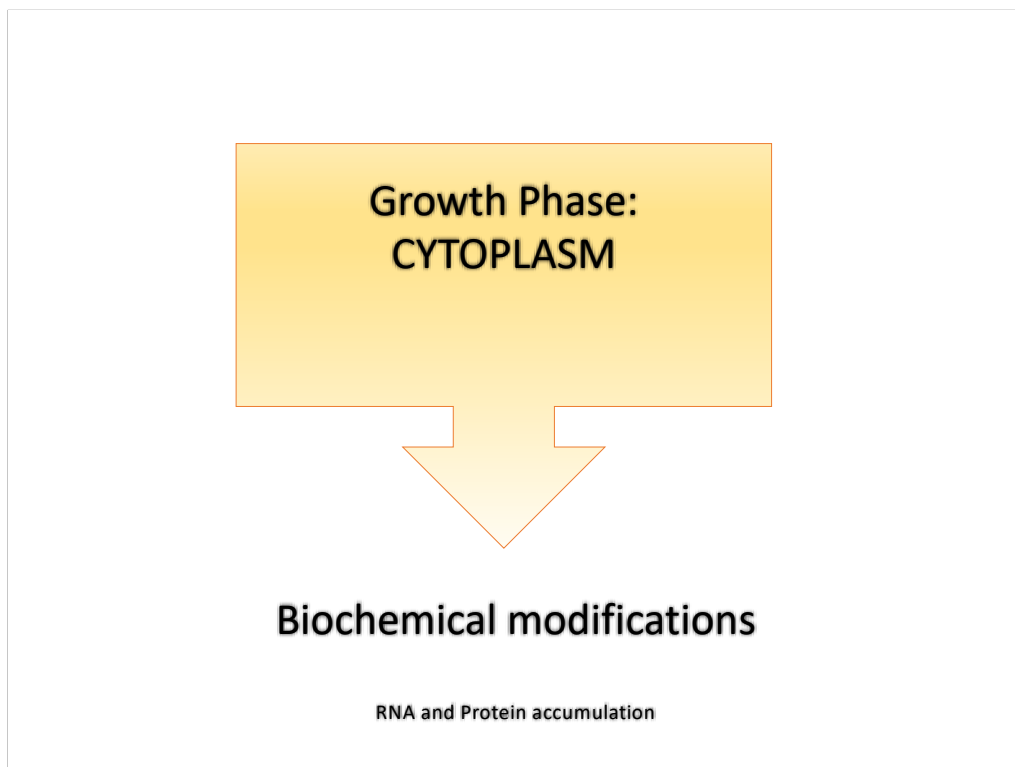 Growth Phase:
CYTOPLASM
Biochemical modifications
RNA and Protein accumulation